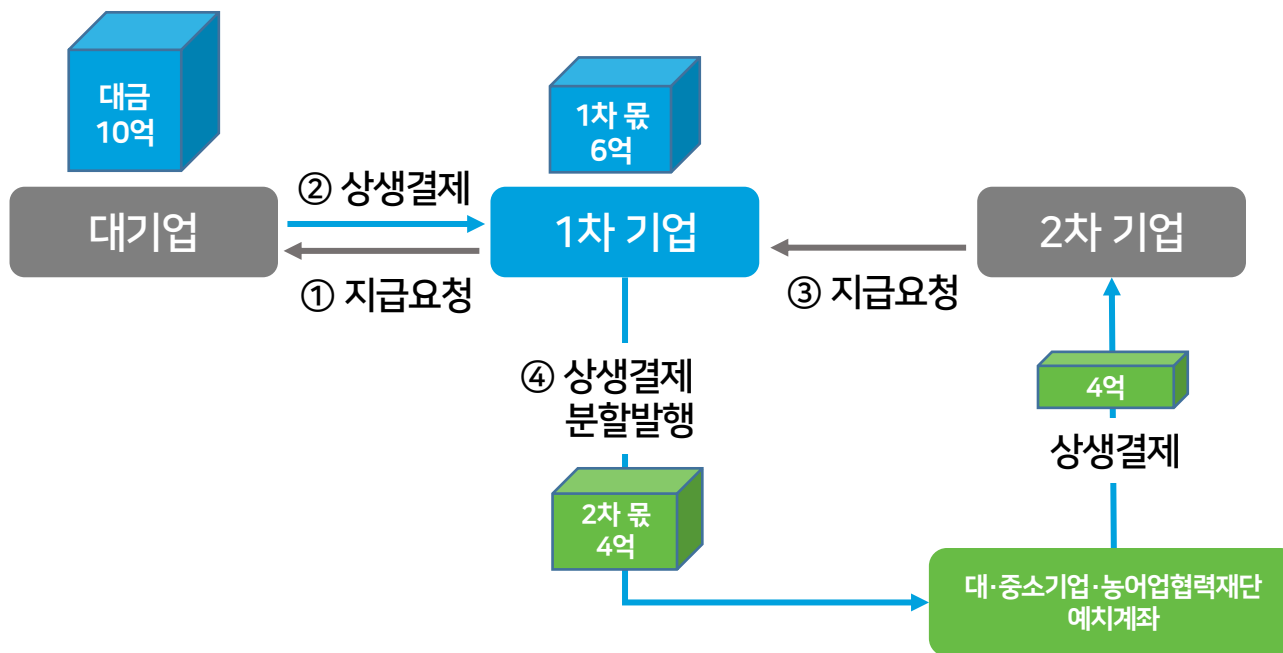 대금
10억
1차 몫
6억
② 상생결제
대기업
1차 기업
2차 기업
① 지급요청
③ 지급요청
④ 상생결제
분할발행
4억
상생결제
2차 몫
4억
대·중소기업·농어업협력재단
예치계좌